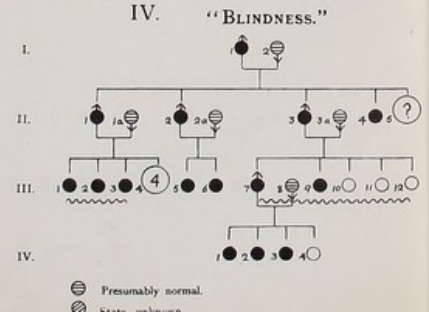 IV. "BLINDNESS."
I. 1 2
II. 1 1a 2 2a 3 3a 4 5 ?
III. 1 2 3 4 4 5 6 7 8 9 10 11 12
IV. 1 2 3 4
Presumably normal.
State unknown